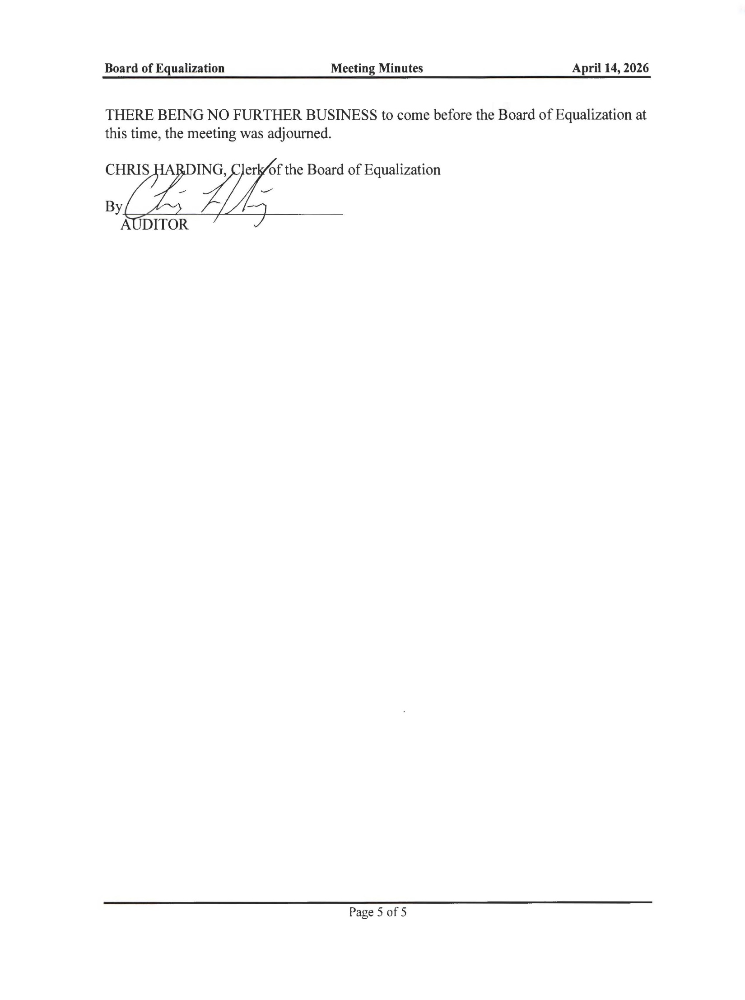 Board of Equalization Meeting Minutes April 14, 2026
THERE BEING NO FURTHER BUSINESS to come before the Board of Equalization at
this time, the meeting was adjourned.
CHRIS HARDING, Clerk of the Board of Equalization
By
AUDITOR
Page 5 of 5